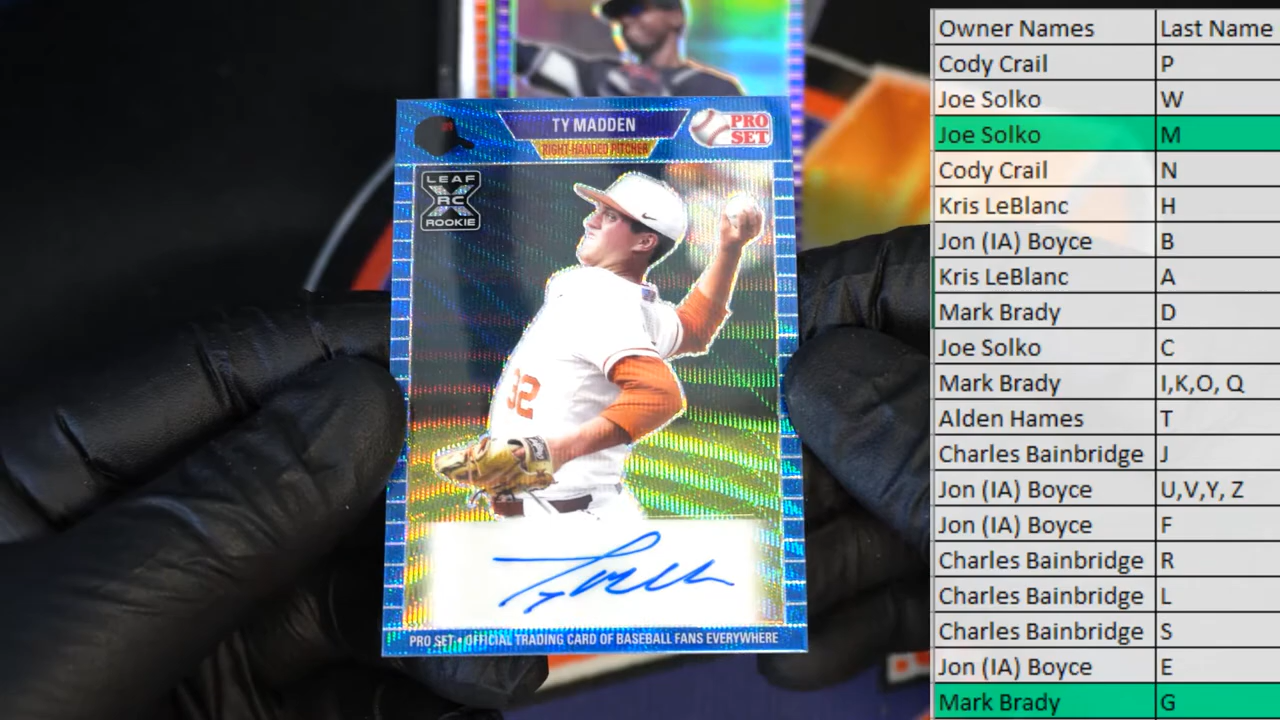 TY MADDEN
RIGHT-HANDED PITCHER
PRO
SET
LEAF
RC
ROOKIE
32
PRO SET • OFFICIAL TRADING CARD OF BASEBALL FANS EVERYWHERE
Owner Names Last Name
Cody Crail P
Joe Solko W
Joe Solko M
Cody Crail N
Kris LeBlanc H
Jon (IA) Boyce B
Kris LeBlanc A
Mark Brady D
Joe Solko C
Mark Brady I,K,O, Q
Alden Hames T
Charles Bainbridge J
Jon (IA) Boyce U,V,Y, Z
Jon (IA) Boyce F
Charles Bainbridge R
Charles Bainbridge L
Charles Bainbridge S
Jon (IA) Boyce E
Mark Brady G